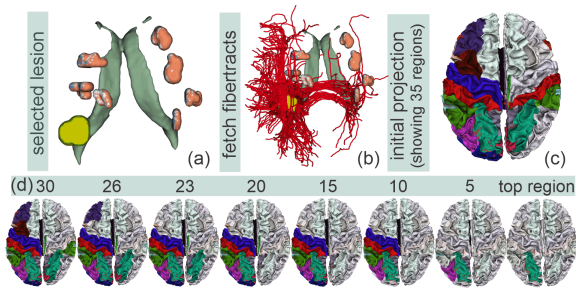 selected lesion
(a)
fetch fibertracts
(b)
initial projection
(showing 35 regions)
(c)
(d)
30 26 23 20 15 10 5 top region